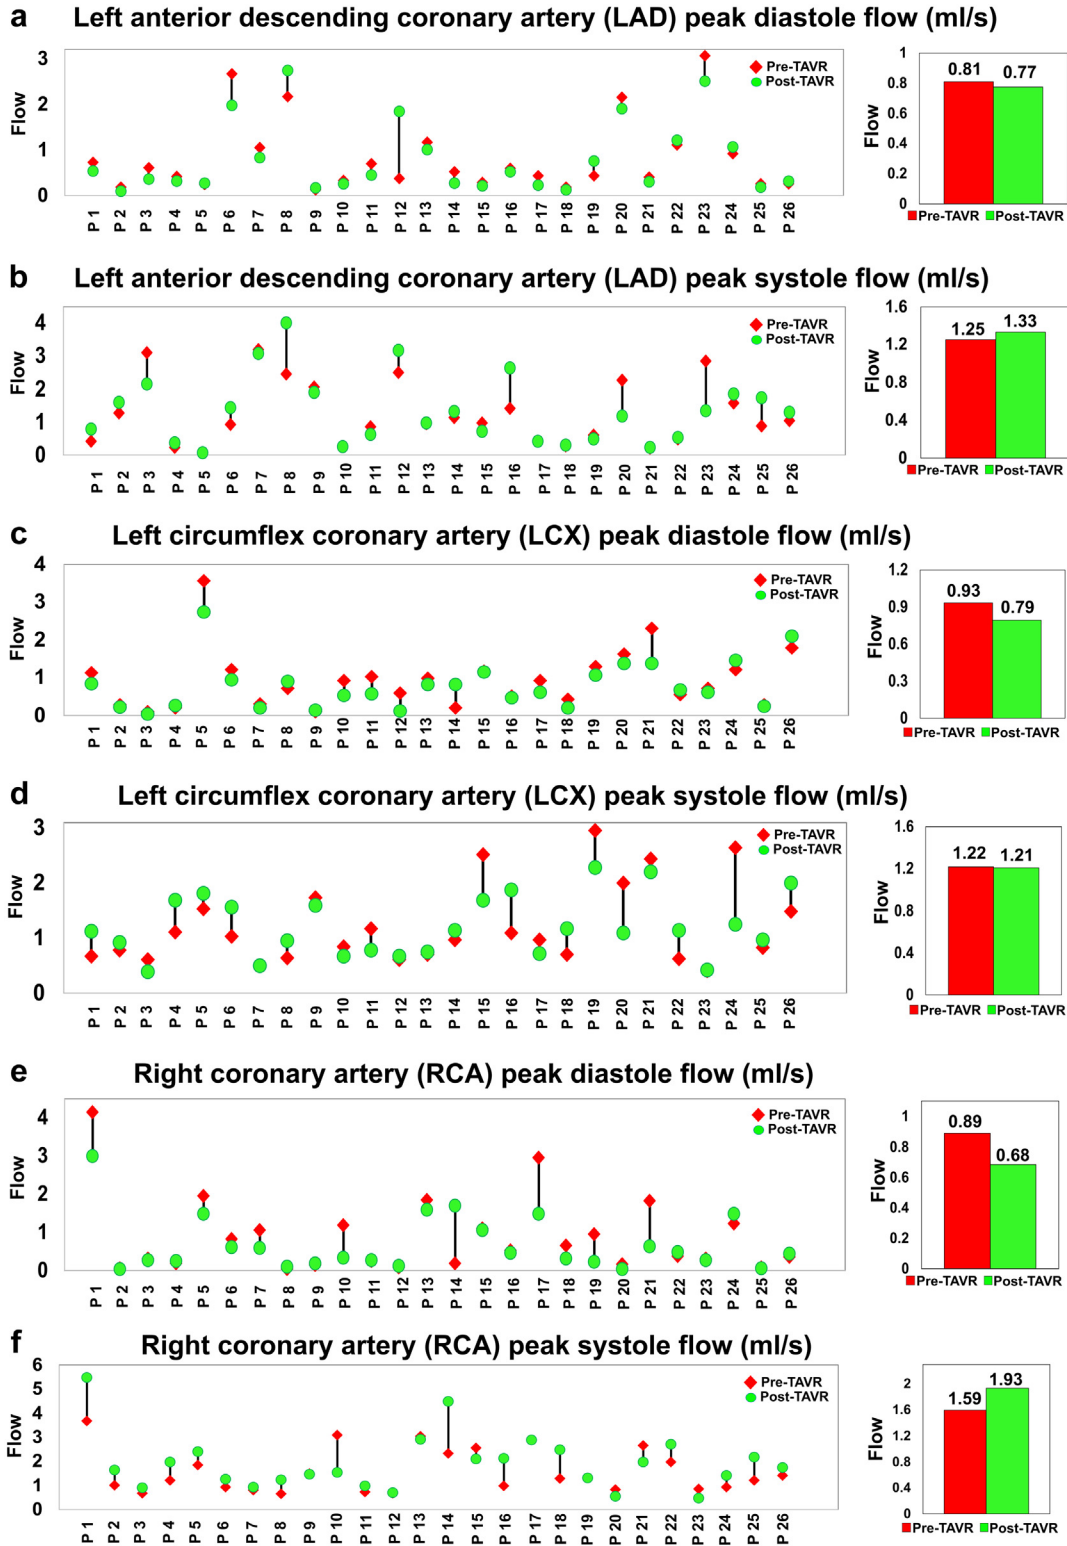 a Left anterior descending coronary artery (LAD) peak diastole flow (ml/s)
Flow
3
2
1
0
Pre-TAVR
Post-TAVR
P 1 P 2 P 3 P 4 P 5 P 6 P 7 P 8 P 9 P 10 P 11 P 12 P 13 P 14 P 15 P 16 P 17 P 18 P 19 P 20 P 21 P 22 P 23 P 24 P 25 P 26
Flow
1
0.8
0.6
0.4
0.2
0
0.81 0.77
Pre-TAVR Post-TAVR
b Left anterior descending coronary artery (LAD) peak systole flow (ml/s)
Flow
4
3
2
1
0
Pre-TAVR
Post-TAVR
P 1 P 2 P 3 P 4 P 5 P 6 P 7 P 8 P 9 P 10 P 11 P 12 P 13 P 14 P 15 P 16 P 17 P 18 P 19 P 20 P 21 P 22 P 23 P 24 P 25 P 26
Flow
1.6
1.2
0.8
0.4
0
1.25 1.33
Pre-TAVR Post-TAVR
c Left circumflex coronary artery (LCX) peak diastole flow (ml/s)
Flow
4
3
2
1
0
Pre-TAVR
Post-TAVR
P 1 P 2 P 3 P 4 P 5 P 6 P 7 P 8 P 9 P 10 P 11 P 12 P 13 P 14 P 15 P 16 P 17 P 18 P 19 P 20 P 21 P 22 P 23 P 24 P 25 P 26
Flow
1.2
0.9
0.6
0.3
0
0.93 0.79
Pre-TAVR Post-TAVR
d Left circumflex coronary artery (LCX) peak systole flow (ml/s)
Flow
3
2
1
0
Pre-TAVR
Post-TAVR
P 1 P 2 P 3 P 4 P 5 P 6 P 7 P 8 P 9 P 10 P 11 P 12 P 13 P 14 P 15 P 16 P 17 P 18 P 19 P 20 P 21 P 22 P 23 P 24 P 25 P 26
Flow
1.6
1.2
0.8
0.4
0
1.22 1.21
Pre-TAVR Post-TAVR
e Right coronary artery (RCA) peak diastole flow (ml/s)
Flow
4
3
2
1
0
Pre-TAVR
Post-TAVR
P 1 P 2 P 3 P 4 P 5 P 6 P 7 P 8 P 9 P 10 P 11 P 12 P 13 P 14 P 15 P 16 P 17 P 18 P 19 P 20 P 21 P 22 P 23 P 24 P 25 P 26
Flow
1
0.8
0.6
0.4
0.2
0
0.89 0.68
Pre-TAVR Post-TAVR
f Right coronary artery (RCA) peak systole flow (ml/s)
Flow
6
5
4
3
2
1
0
Pre-TAVR
Post-TAVR
P 1 P 2 P 3 P 4 P 5 P 6 P 7 P 8 P 9 P 10 P 11 P 12 P 13 P 14 P 15 P 16 P 17 P 18 P 19 P 20 P 21 P 22 P 23 P 24 P 25 P 26
Flow
2
1.6
1.2
0.8
0.4
0
1.59 1.93
Pre-TAVR Post-TAVR